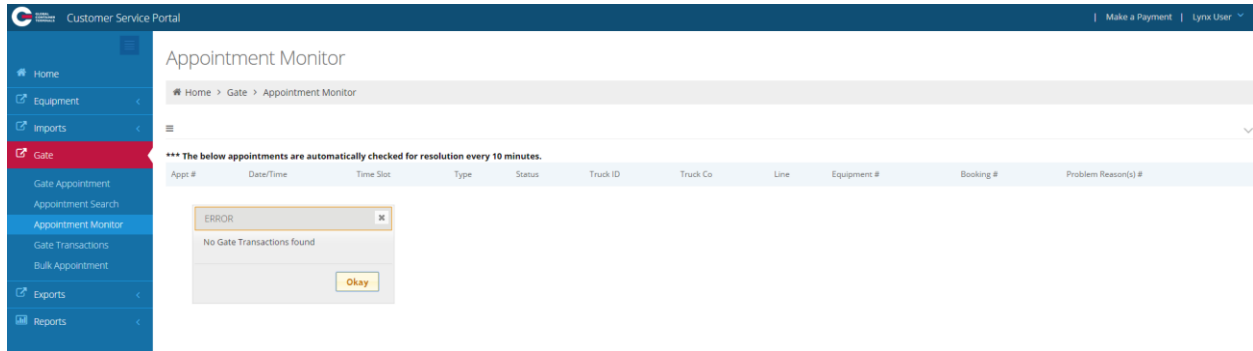 GLOBAL CONTAINER TERMINALS Customer Service Portal | Make a Payment | Lynx User
Home
Equipment
Imports
Gate
Gate Appointment
Appointment Search
Appointment Monitor
Gate Transactions
Bulk Appointment
Exports
Reports
Appointment Monitor
Home > Gate > Appointment Monitor
*** The below appointments are automatically checked for resolution every 10 minutes.
Appt # Date/Time Time Slot Type Status Truck ID Truck Co Line Equipment # Booking # Problem Reason(s) #
ERROR
No Gate Transactions found
Okay